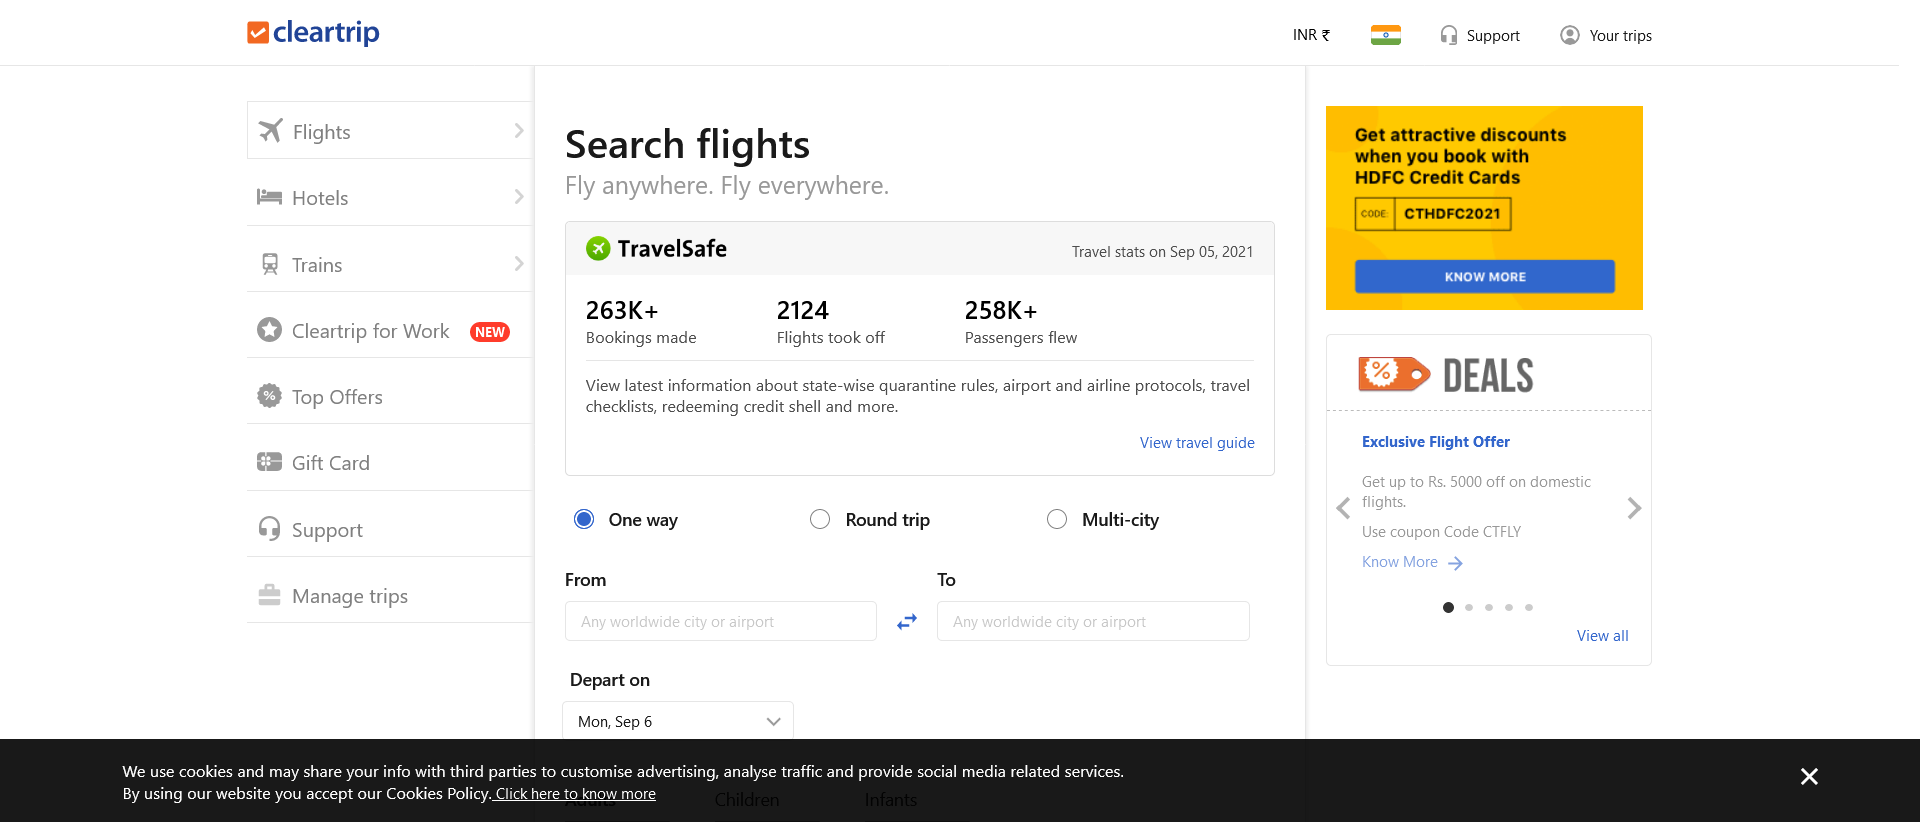 cleartrip
INR ₹
Support
Your trips
Flights
Hotels
Trains
Cleartrip for Work NEW
Top Offers
Gift Card
Support
Manage trips
Search flights
Fly anywhere. Fly everywhere.
TravelSafe
Travel stats on Sep 05, 2021
263K+
Bookings made
2124
Flights took off
258K+
Passengers flew
View latest information about state-wise quarantine rules, airport and airline protocols, travel
checklists, redeeming credit shell and more.
View travel guide
One way
Round trip
Multi-city
From
Any worldwide city or airport
To
Any worldwide city or airport
Depart on
Mon, Sep 6
Adults
Children
Infants
Get attractive discounts
when you book with
HDFC Credit Cards
CODE: CTHDFC2021
KNOW MORE
% DEALS
Exclusive Flight Offer
Get up to Rs. 5000 off on domestic
flights.
Use coupon Code CTFLY
Know More
View all
We use cookies and may share your info with third parties to customise advertising, analyse traffic and provide social media related services.
By using our website you accept our Cookies Policy. Click here to know more